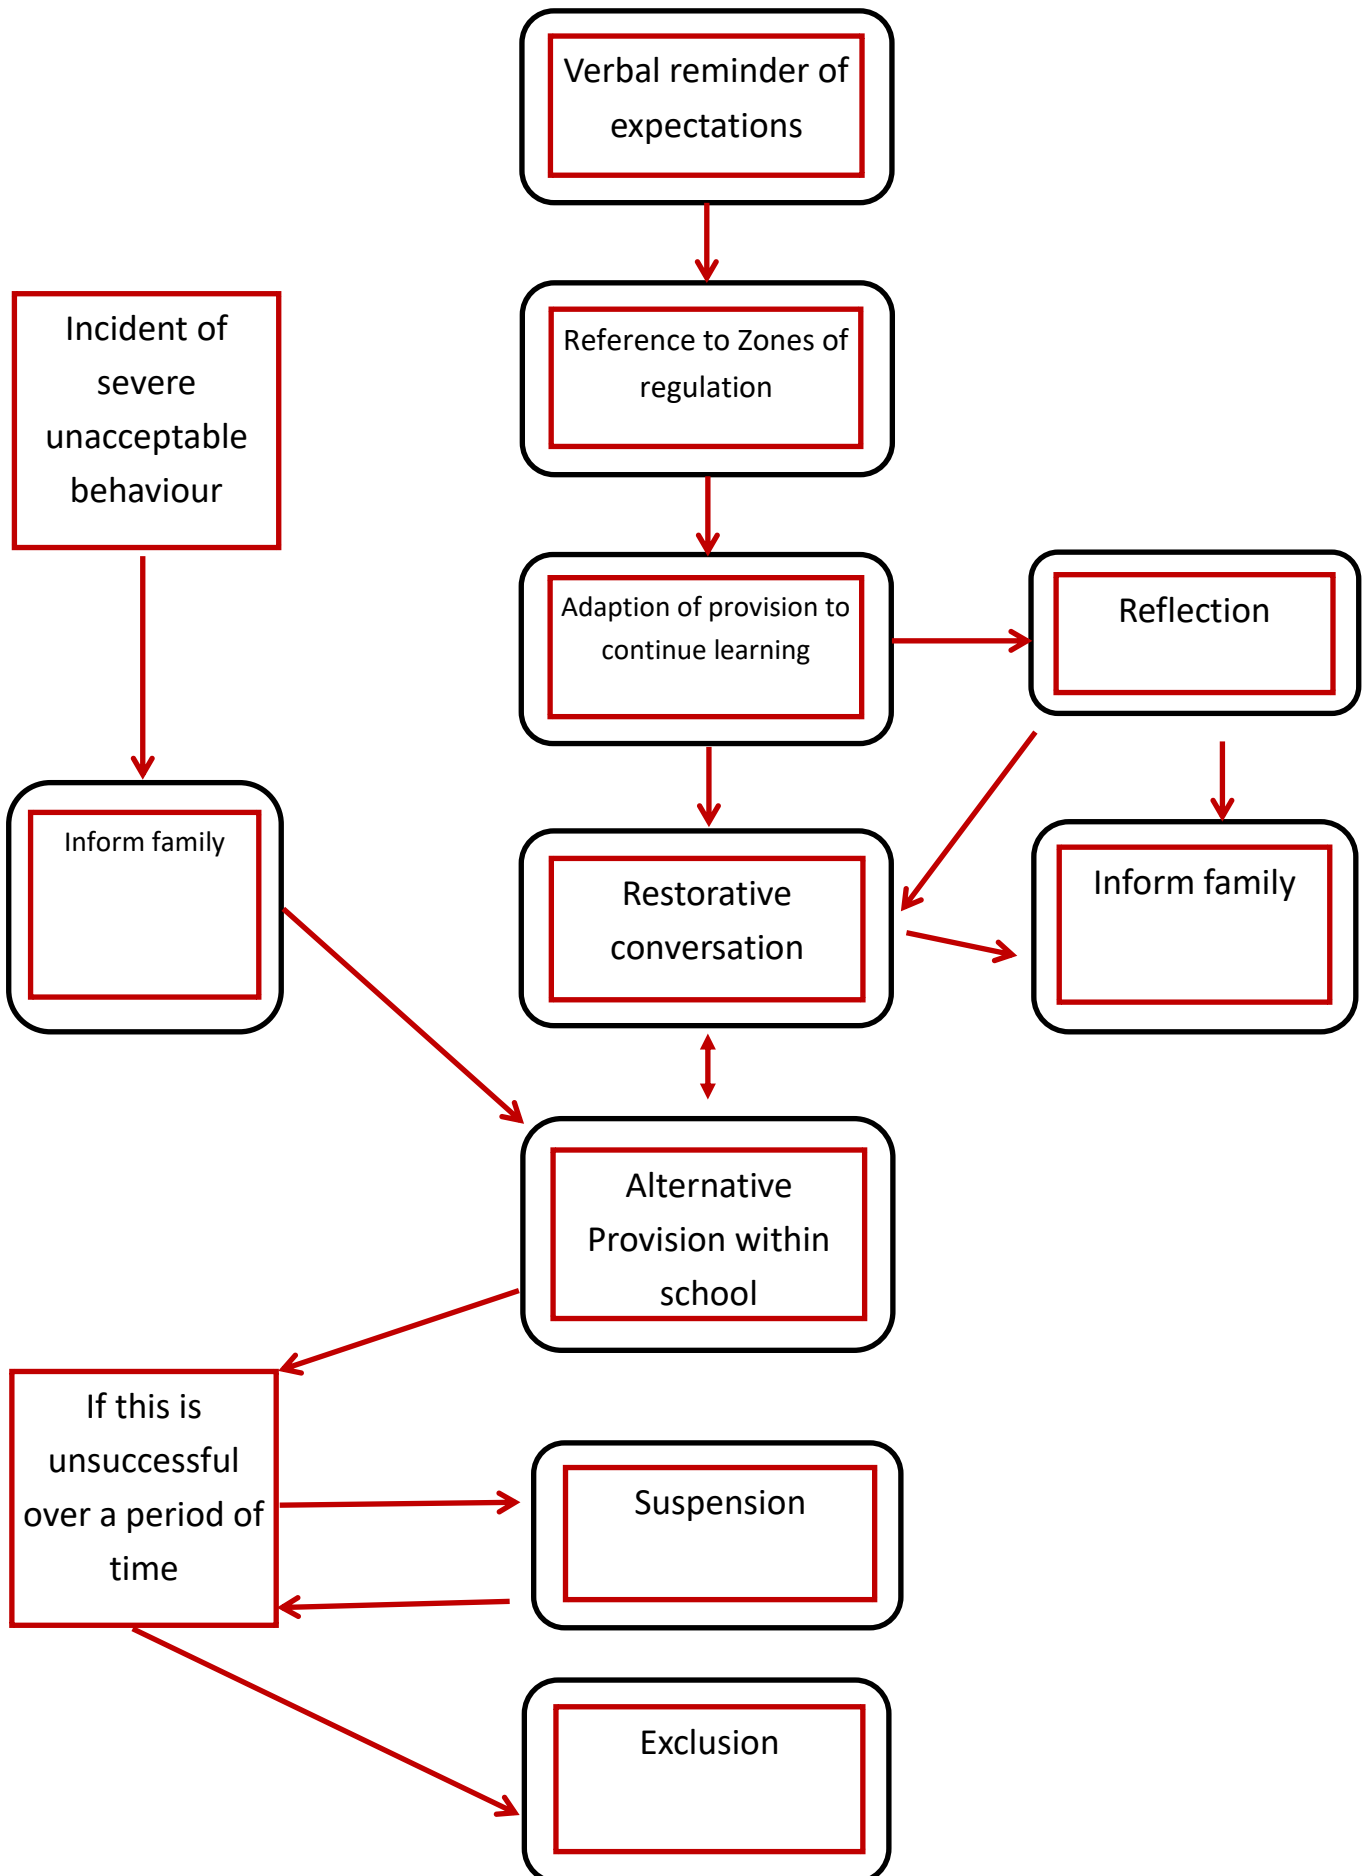 Verbal reminder of
expectations
Incident of
severe
unacceptable
behaviour
Reference to Zones of
regulation
Adaption of provision to
continue learning
Reflection
Inform family
Restorative
conversation
Inform family
Alternative
Provision within
school
If this is
unsuccessful
over a period of
time
Suspension
Exclusion